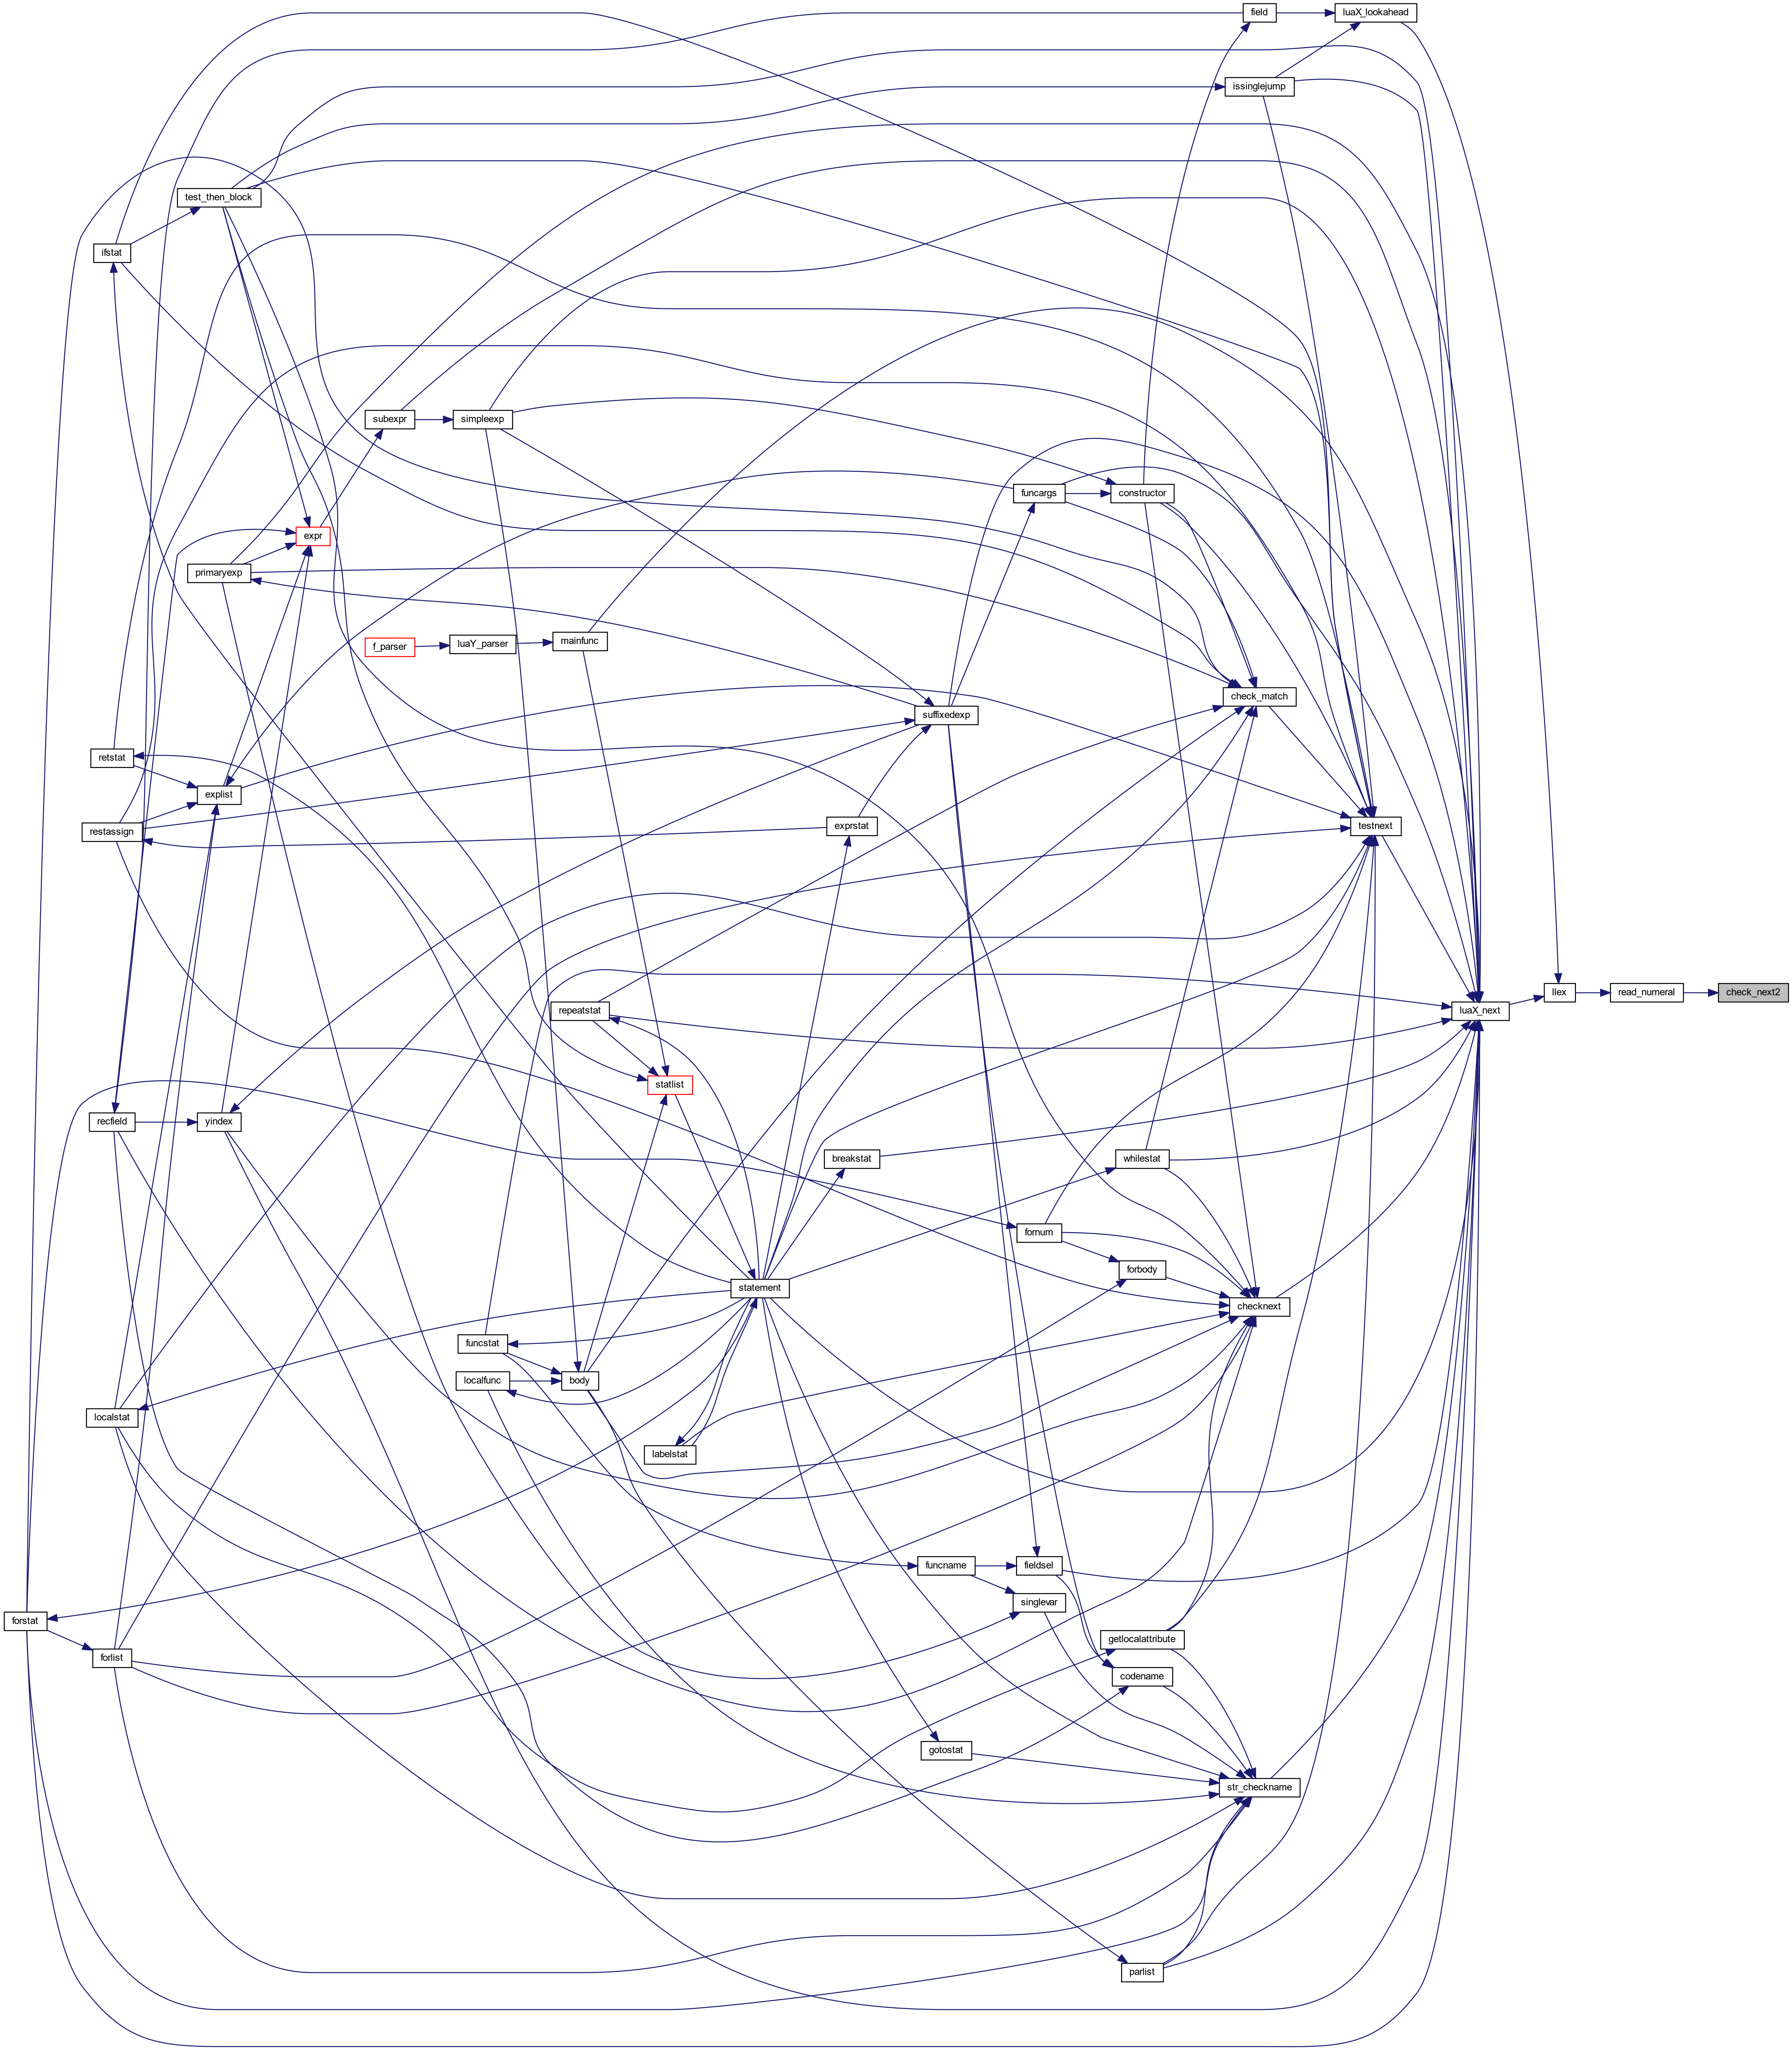 field
luaX_lookahead
issinglejump
test_then_block
ifstat
subexpr
simpleexp
funcargs
constructor
expr
primaryexp
f_parser
luaY_parser
mainfunc
check_match
suffixedexp
retstat
explist
restassign
exprstat
testnext
check_next2
read_numeral
llex
luaX_next
repeatstat
statlist
recfield
yindex
breakstat
whilestat
fornum
forbody
statement
checknext
funcstat
localfunc
body
localstat
labelstat
funcname
fieldsel
singlevar
forstat
forlist
getlocalattribute
codename
gotostat
str_checkname
parlist